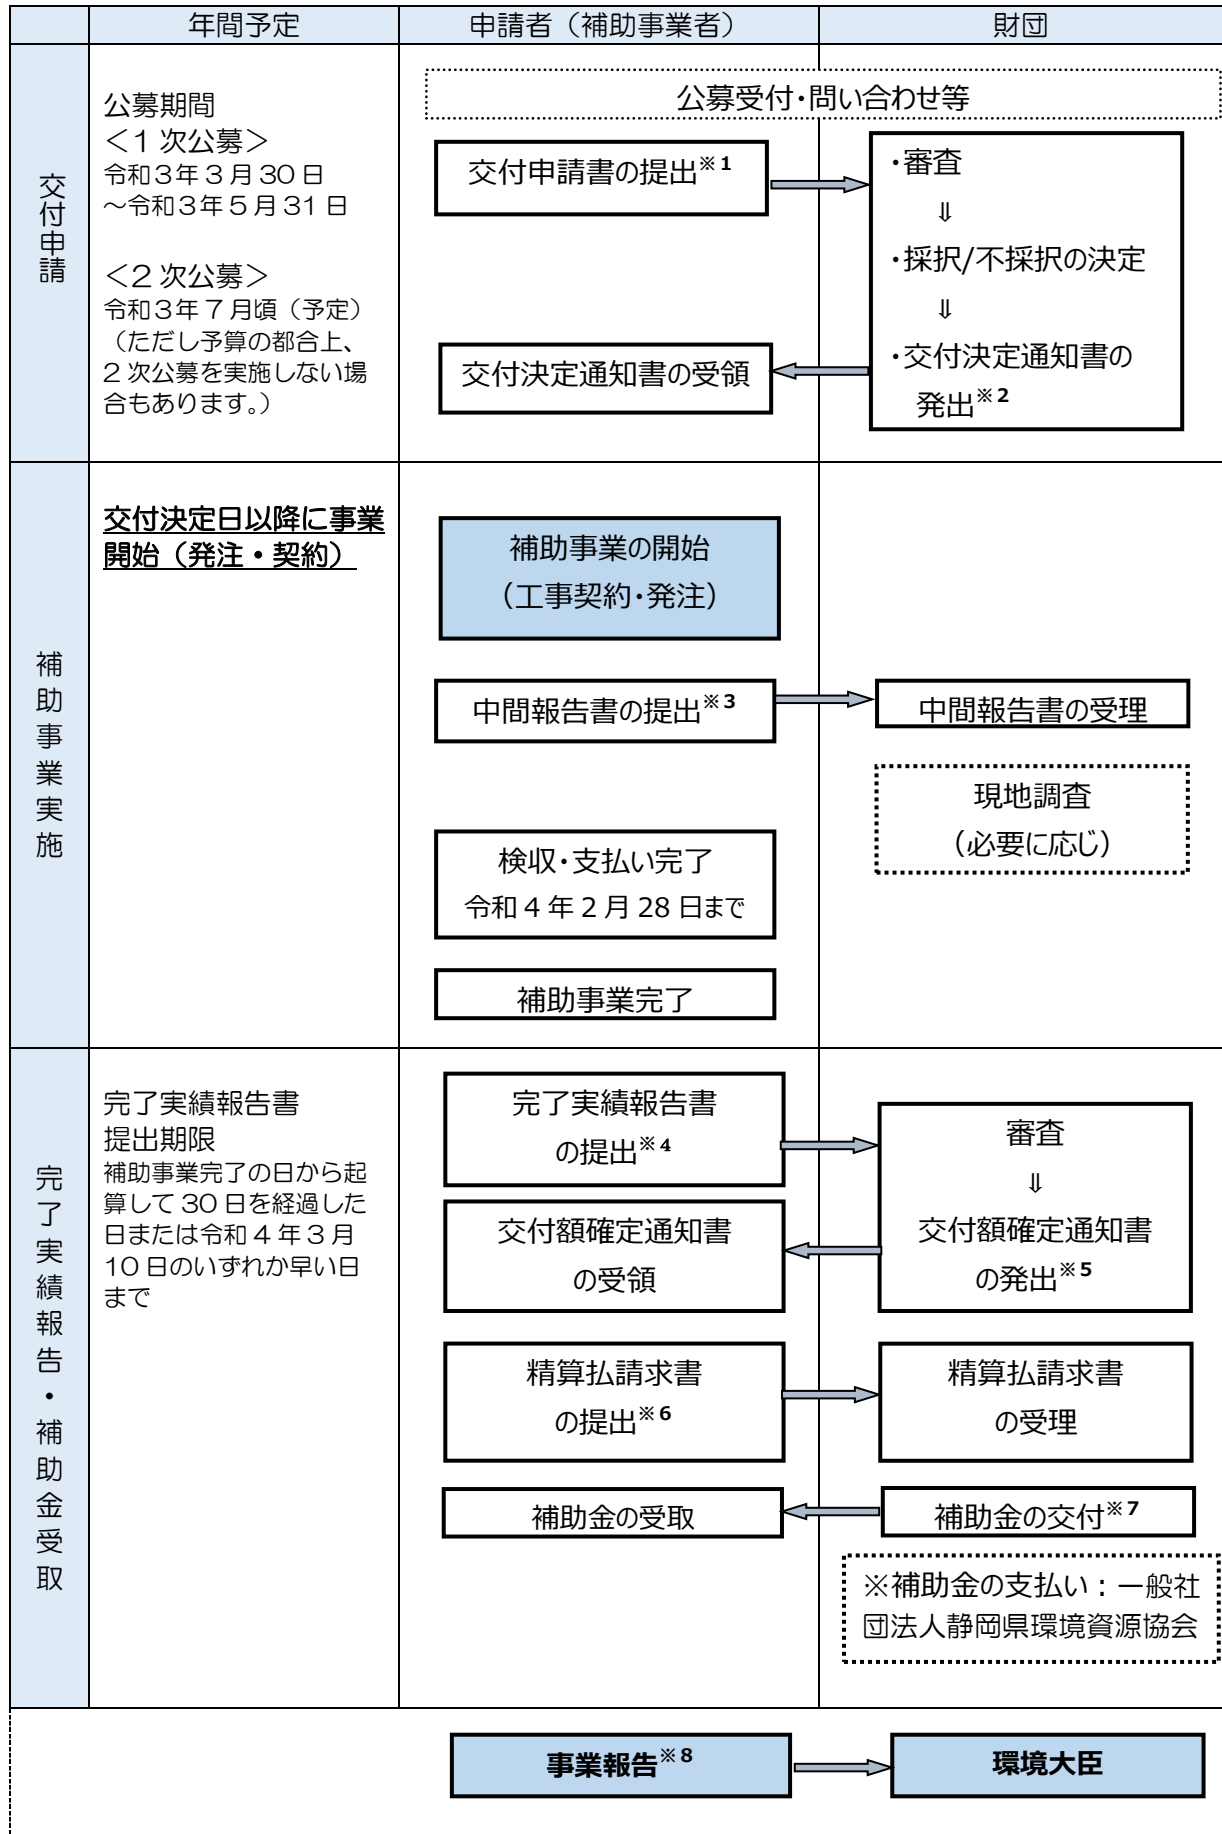 年間予定
申請者（補助事業者）
財団
交付申請
公募期間
＜1 次公募＞
令和3年 3 月 30 日
～令和3年 5 月 31 日
＜2 次公募＞
令和3年 7 月頃（予定）
（ただし予算の都合上、
2 次公募を実施しない場
合もあります。）
公募受付・問い合わせ等
交付申請書の提出※1
・審査
⇓
・採択/不採択の決定
⇓
・交付決定通知書の
発出※2
交付決定通知書の受領
補助事業実施
交付決定日以降に事業
開始（発注・契約）
補助事業の開始
（工事契約・発注）
中間報告書の提出※3
中間報告書の受理
現地調査
（必要に応じ）
検収・支払い完了
令和 4 年 2 月 28 日まで
補助事業完了
完了実績報告・補助金受取
完了実績報告書
提出期限
補助事業完了の日から起
算して 30 日を経過した
日または令和 4 年 3 月
10 日のいずれか早い日
まで
完了実績報告書
の提出※4
審査
⇓
交付額確定通知書
の発出※5
交付額確定通知書
の受領
精算払請求書
の提出※6
精算払請求書
の受理
補助金の受取
補助金の交付※7
※補助金の支払い：一般社
団法人静岡県環境資源協会
事業報告※8
環境大臣